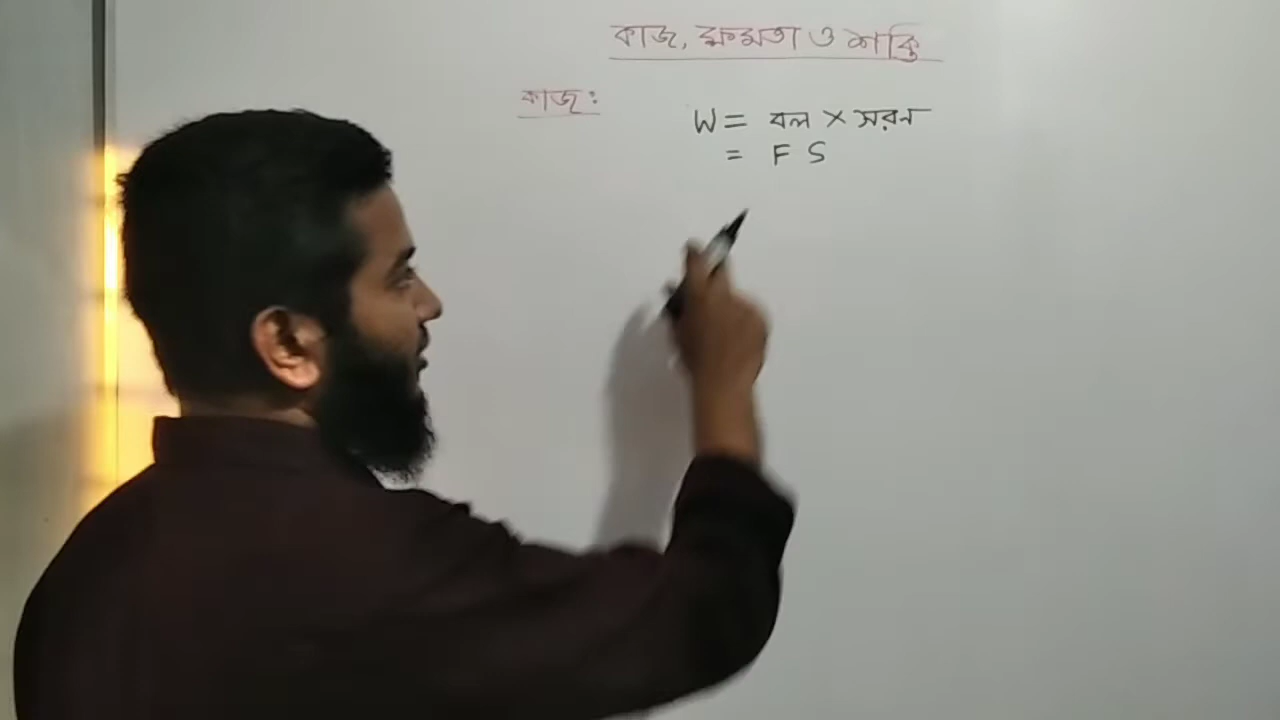 কাজ, ক্ষমতা ও শক্তি
কাজ :
W = বল × সরন
= F S